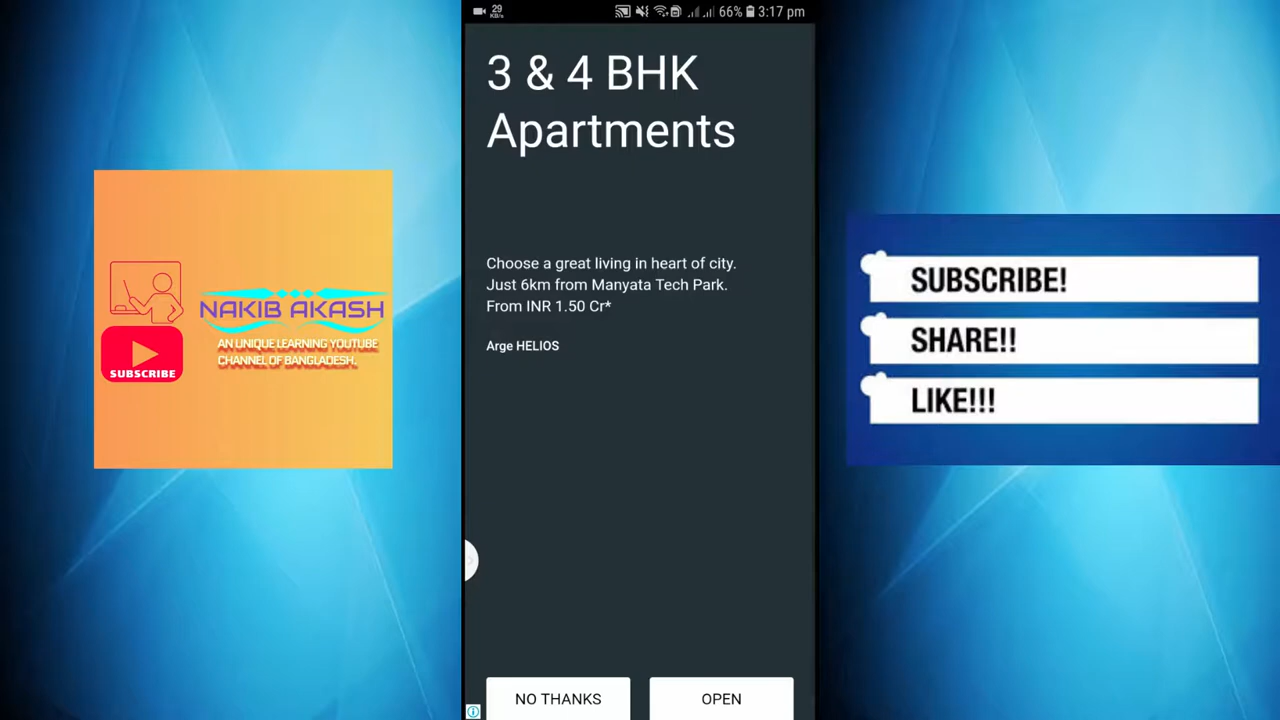 29
KB/s
66%
3:17 pm
3 & 4 BHK
Apartments
Choose a great living in heart of city.
Just 6km from Manyata Tech Park.
From INR 1.50 Cr*
Arge HELIOS
NO THANKS
OPEN
NAKIB AKASH
AN UNIQUE LEARNING YOUTUBE
CHANNEL OF BANGLADESH.
SUBSCRIBE
SUBSCRIBE!
SHARE!!
LIKE!!!